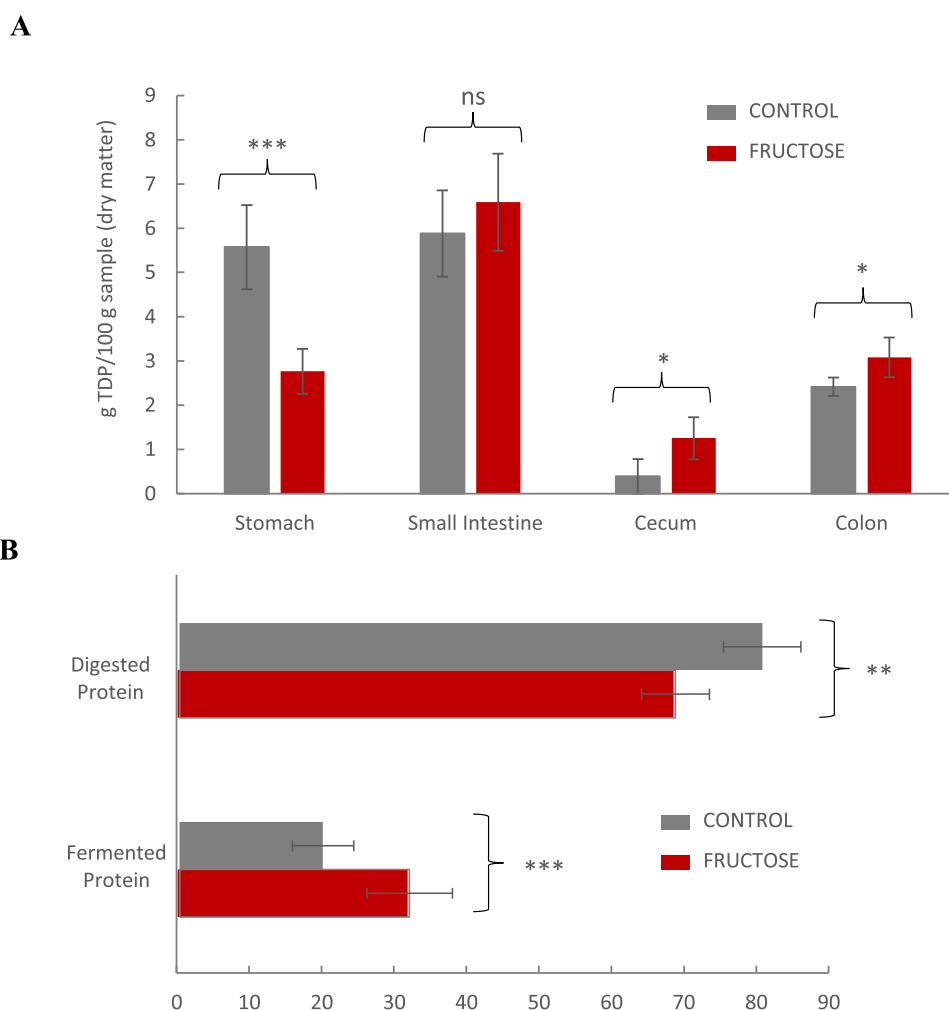 A
g TDP/100 g sample (dry matter)
9
8
7
6
5
4
3
2
1
0
***
ns
*
*
CONTROL
FRUCTOSE
Stomach
Small Intestine
Cecum
Colon
B
Digested
Protein
**
Fermented
Protein
***
CONTROL
FRUCTOSE
0 10 20 30 40 50 60 70 80 90